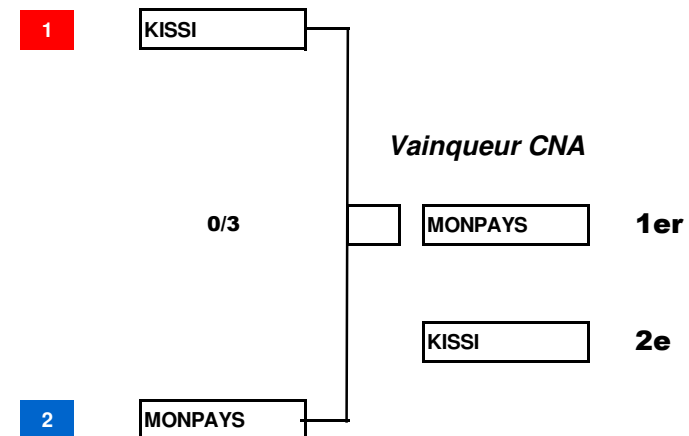 1 KISSI
Vainqueur CNA
0/3 MONPAYS 1er
KISSI 2e
2 MONPAYS